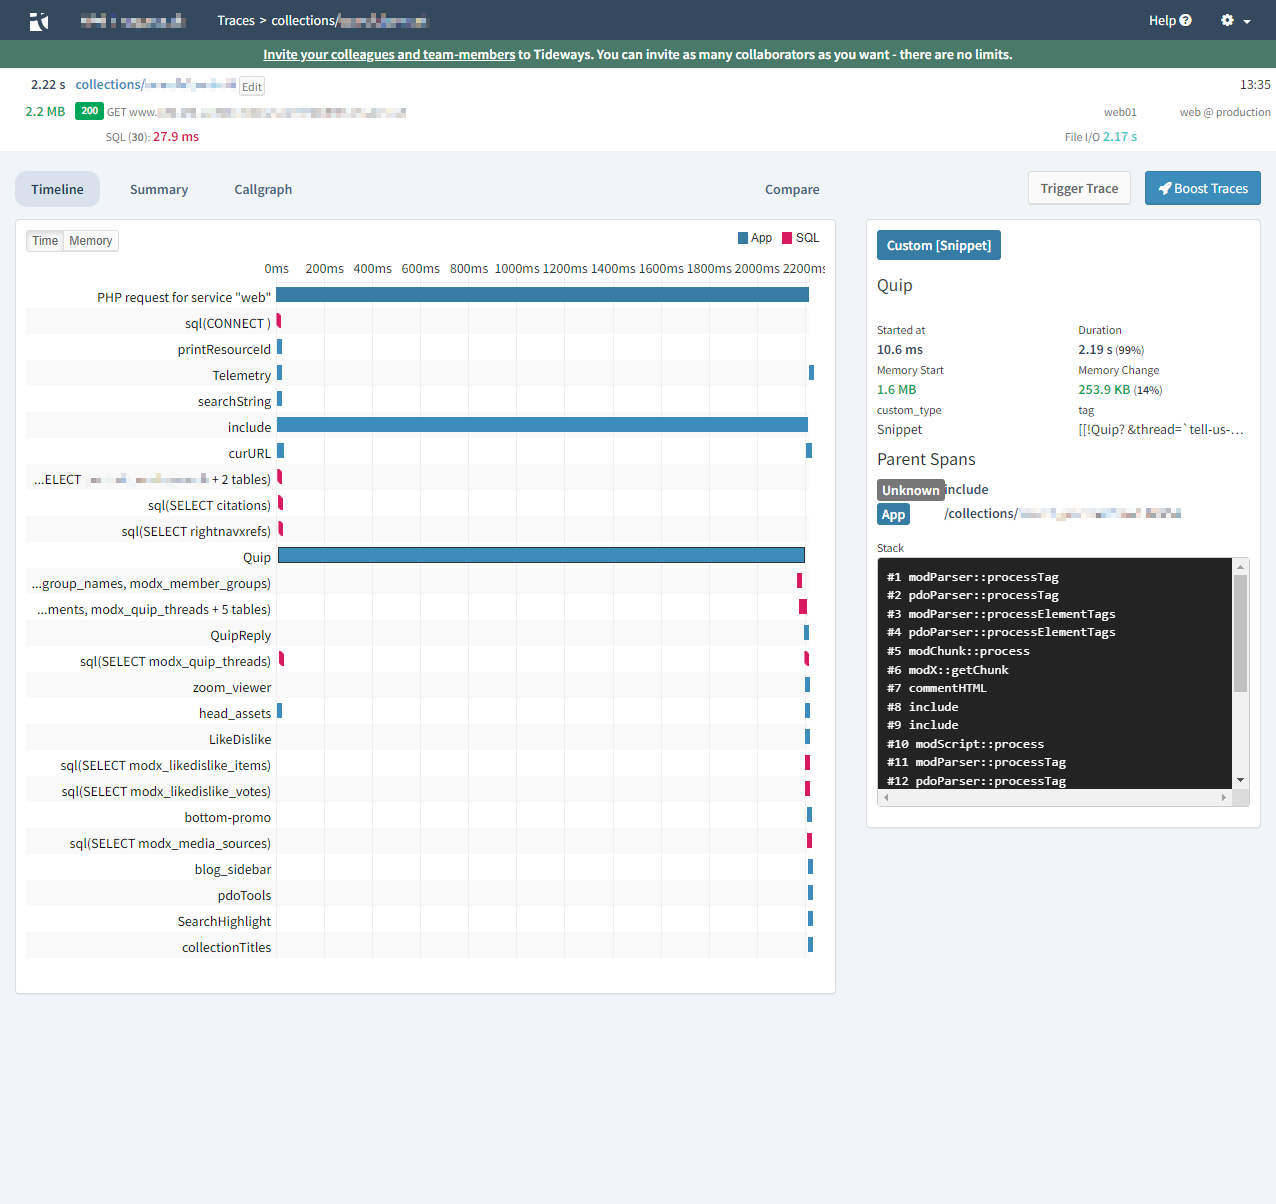 Traces > collections/
Help
Invite your colleagues and team-members to Tideways. You can invite as many collaborators as you want - there are no limits.
2.22 s collections/ Edit 13:35
2.2 MB 200 GET www. web01 web @ production
SQL (30): 27.9 ms File I/O 2.17 s
Timeline Summary Callgraph Compare Trigger Trace Boost Traces
Time Memory App SQL
0ms 200ms 400ms 600ms 800ms 1000ms 1200ms 1400ms 1600ms 1800ms 2000ms 2200ms
PHP request for service "web"
sql(CONNECT )
printResourceId
Telemetry
searchString
include
curURL
...ELECT + 2 tables)
sql(SELECT citations)
sql(SELECT rightnavxrefs)
Quip
...group_names, modx_member_groups)
...ments, modx_quip_threads + 5 tables)
QuipReply
sql(SELECT modx_quip_threads)
zoom_viewer
head_assets
LikeDislike
sql(SELECT modx_likedislike_items)
sql(SELECT modx_likedislike_votes)
bottom-promo
sql(SELECT modx_media_sources)
blog_sidebar
pdoTools
SearchHighlight
collectionTitles
Custom [Snippet]
Quip
Started at Duration
10.6 ms 2.19 s (99%)
Memory Start Memory Change
1.6 MB 253.9 KB (14%)
custom_type tag
Snippet [[!Quip? &thread=`tell-us-...
Parent Spans
Unknown include
App /collections/
Stack
#1 modParser::processTag
#2 pdoParser::processTag
#3 modParser::processElementTags
#4 pdoParser::processElementTags
#5 modChunk::process
#6 modX::getChunk
#7 commentHTML
#8 include
#9 include
#10 modScript::process
#11 modParser::processTag
#12 pdoParser::processTag